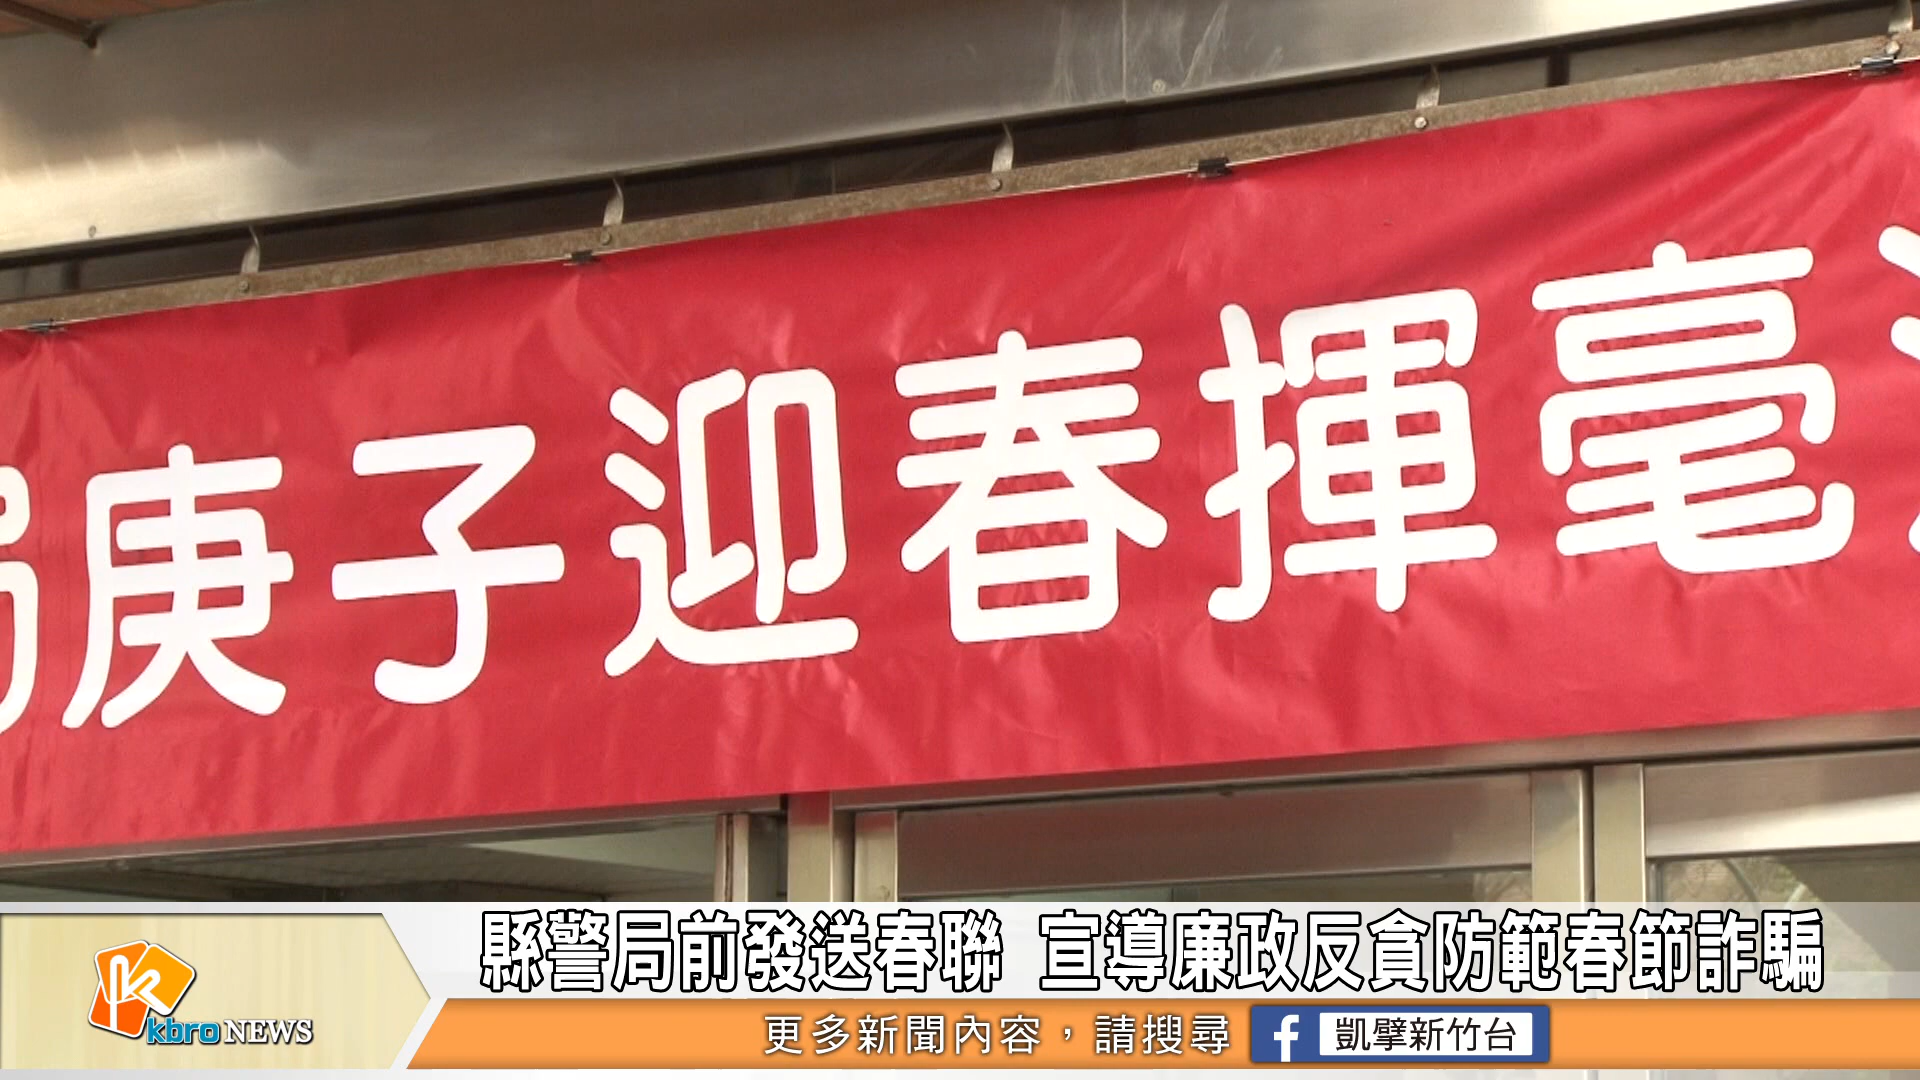 庚子迎春揮毫
縣警局前發送春聯 宣導廉政反貪防範春節詐騙
kbro NEWS
更多新聞內容，請搜尋 f 凱擘新竹台